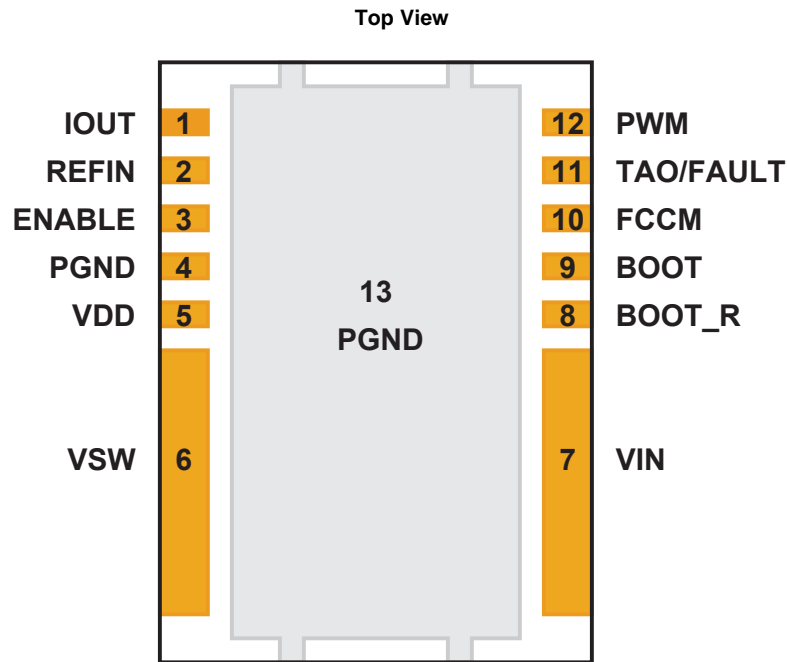 Top View
IOUT 1 12 PWM
REFIN 2 11 TAO/FAULT
ENABLE 3 10 FCCM
PGND 4 9 BOOT
VDD 5 8 BOOT_R
13
PGND
VSW 6 7 VIN